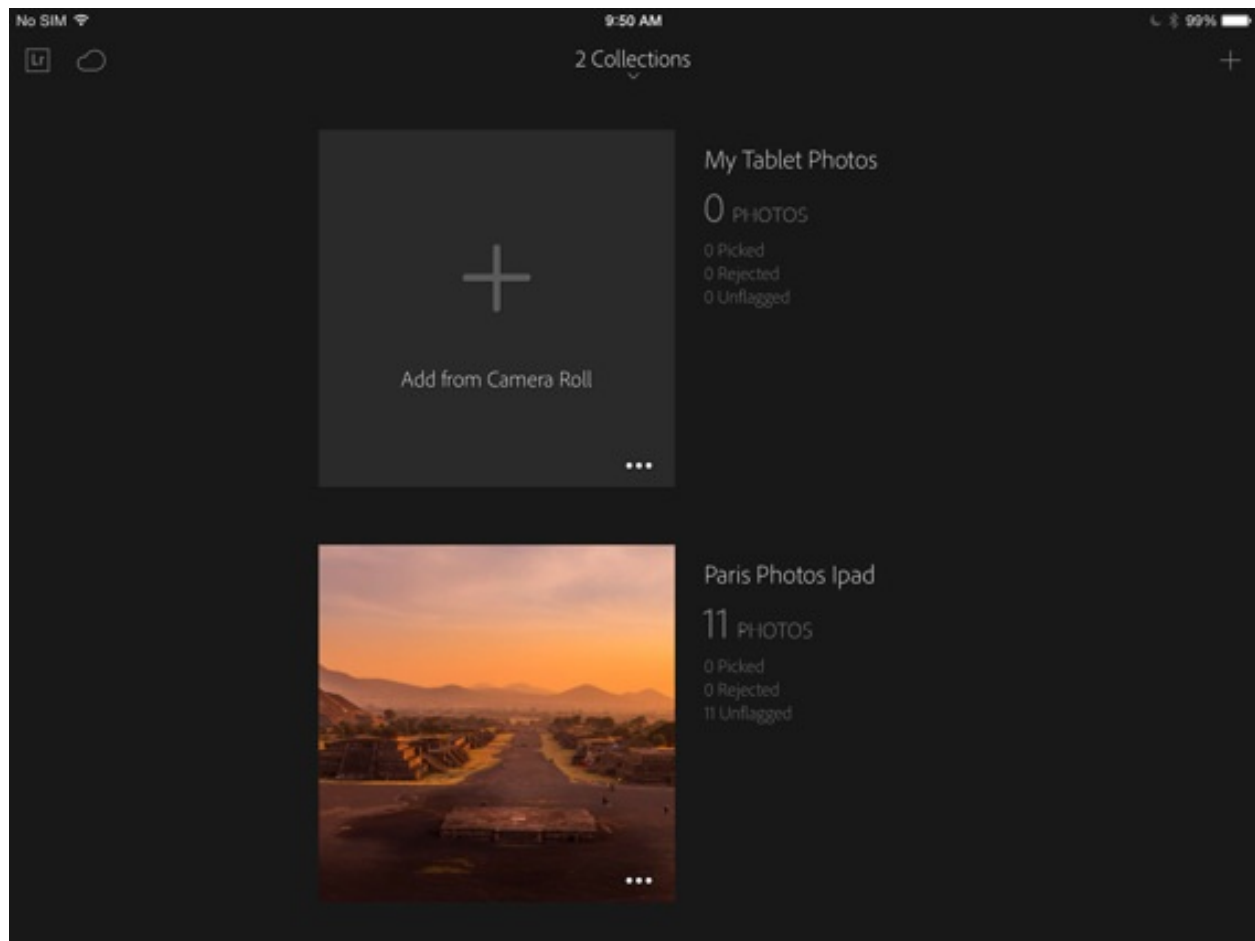 No SIM 9:50 AM 99%
Lr 2 Collections
My Tablet Photos
0 PHOTOS
0 Picked
0 Rejected
0 Unflagged
Add from Camera Roll
Paris Photos Ipad
11 PHOTOS
0 Picked
0 Rejected
11 Unflagged